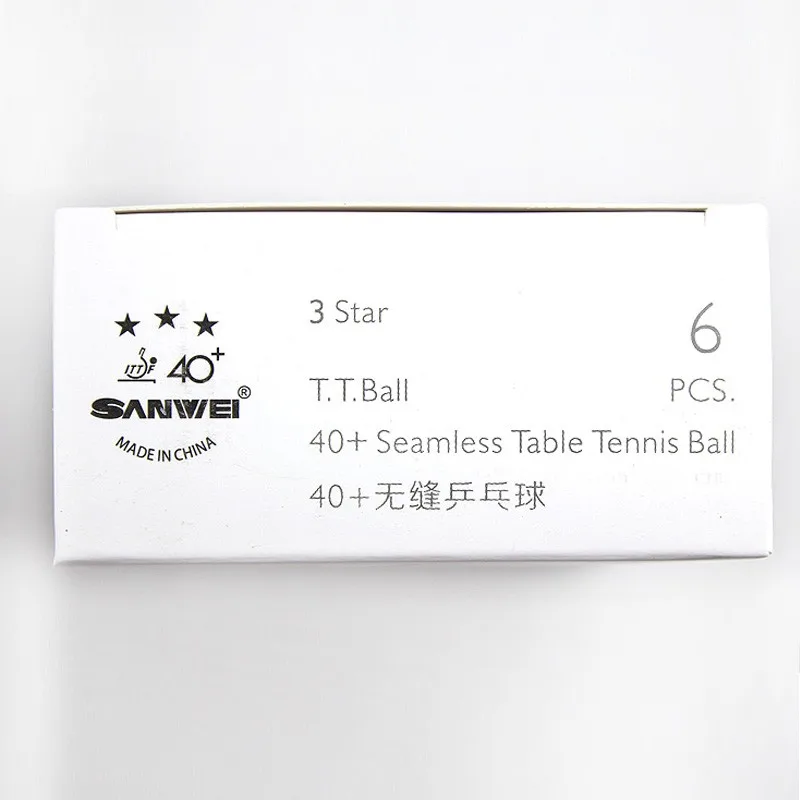 ★★★
ITTF 40+
SANWEI®
MADE IN CHINA
3 Star
6
T.T.Ball
PCS.
40+ Seamless Table Tennis Ball
40+无缝乒乓球